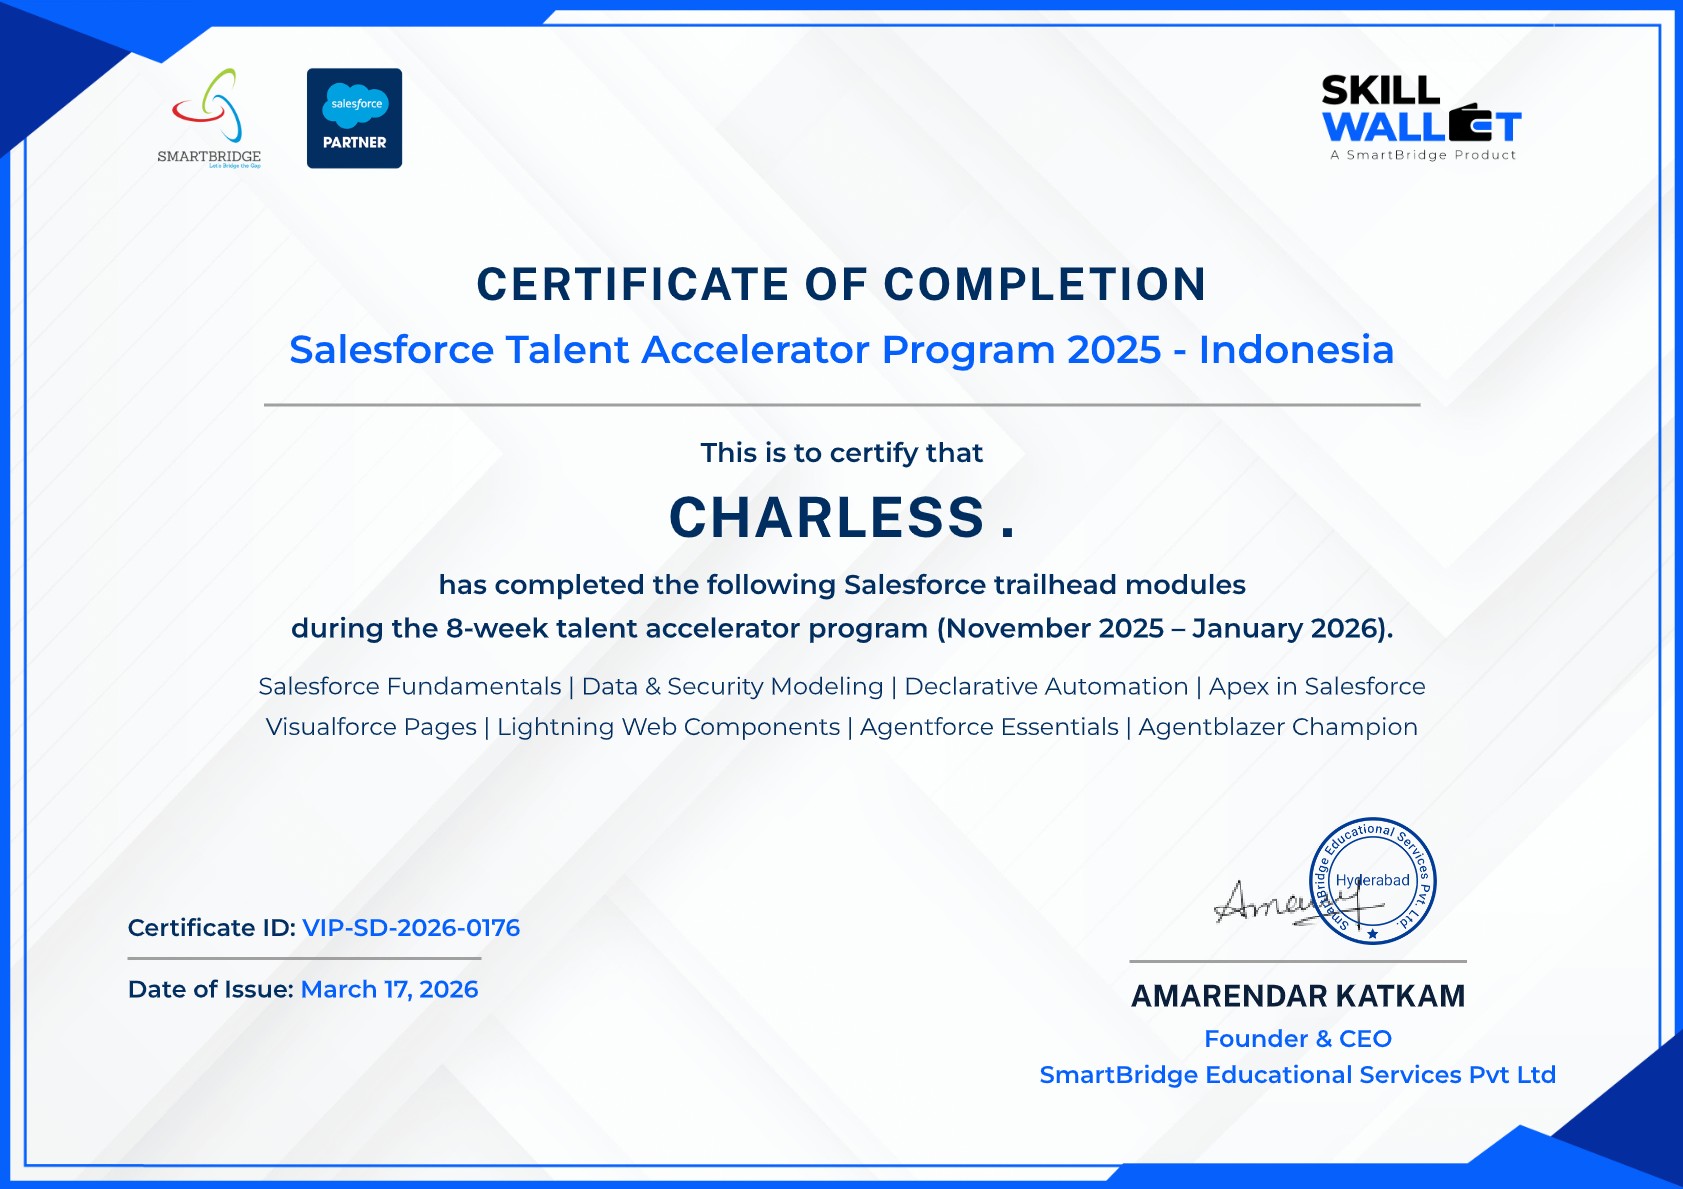 SMARTBRIDGE
Let's Bridge the Gap
salesforce
PARTNER
SKILL
WALLET
A SmartBridge Product
CERTIFICATE OF COMPLETION
Salesforce Talent Accelerator Program 2025 - Indonesia
This is to certify that
CHARLESS .
has completed the following Salesforce trailhead modules
during the 8-week talent accelerator program (November 2025 – January 2026).
Salesforce Fundamentals | Data & Security Modeling | Declarative Automation | Apex in Salesforce
Visualforce Pages | Lightning Web Components | Agentforce Essentials | Agentblazer Champion
Certificate ID: VIP-SD-2026-0176
Date of Issue: March 17, 2026
SmartBridge Educational Services Pvt. Ltd.
Hyderabad
AMARENDAR KATKAM
Founder & CEO
SmartBridge Educational Services Pvt Ltd